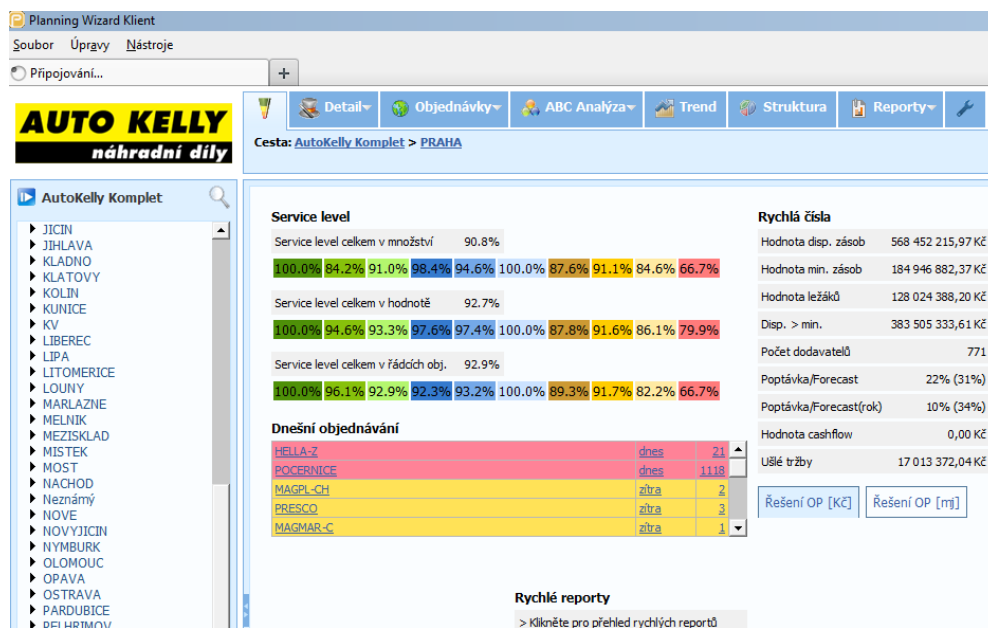 Planning Wizard Klient
Soubor Úpravy Nástroje
Připojování...
+
AUTO KELLY
náhradní díly
Detail Objednávky ABC Analýza Trend Struktura Reporty
Cesta: AutoKelly Komplet > PRAHA
AutoKelly Komplet
JICIN
JIHLAVA
KLADNO
KLATOVY
KOLIN
KUNICE
KV
LIBEREC
LIPA
LITOMERICE
LOUNY
MARLAZNE
MELNIK
MEZISKLAD
MISTEK
MOST
NACHOD
Neznámý
NOVE
NOVYJICIN
NYMBURK
OLOMOUC
OPAVA
OSTRAVA
PARDUBICE
PELHRIMOV
Service level
Service level celkem v množství 90.8%
100.0% 84.2% 91.0% 98.4% 94.6% 100.0% 87.6% 91.1% 84.6% 66.7%
Service level celkem v hodnotě 92.7%
100.0% 94.6% 93.3% 97.6% 97.4% 100.0% 87.8% 91.6% 86.1% 79.9%
Service level celkem v řádcích obj. 92.9%
100.0% 96.1% 92.9% 92.3% 93.2% 100.0% 89.3% 91.7% 82.2% 66.7%
Dnešní objednávání
HELLA-Z dnes 21
POCERNICE dnes 1118
MAGPL-CH zítra 2
PRESCO zítra 3
MAGMAR-C zítra 1
Rychlé reporty
> Klikněte pro přehled rychlých reportů
Rychlá čísla
Hodnota disp. zásob 568 452 215,97 Kč
Hodnota min. zásob 184 946 882,37 Kč
Hodnota ležáků 128 024 388,20 Kč
Disp. > min. 383 505 333,61 Kč
Počet dodavatelů 771
Poptávka/Forecast 22% (31%)
Poptávka/Forecast(rok) 10% (34%)
Hodnota cashflow 0,00 Kč
Ušlé tržby 17 013 372,04 Kč
Řešení OP [Kč] Řešení OP [mj]